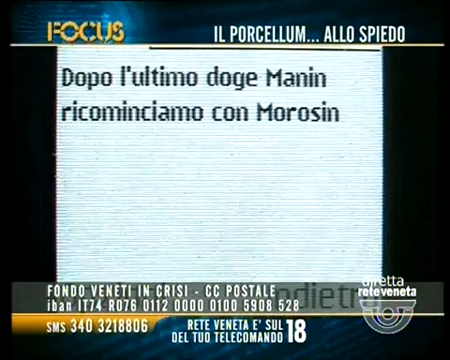 FOCUS
IL PORCELLUM... ALLO SPIEDO
Dopo l'ultimo doge Manin
ricominciamo con Morosin
indietro
diretta
reteveneta
FONDO VENETI IN CRISI - CC POSTALE
iban IT74 R076 0112 0000 0100 5908 528
SMS 340 3218806
RETE VENETA E' SUL
DEL TUO TELECOMANDO 18